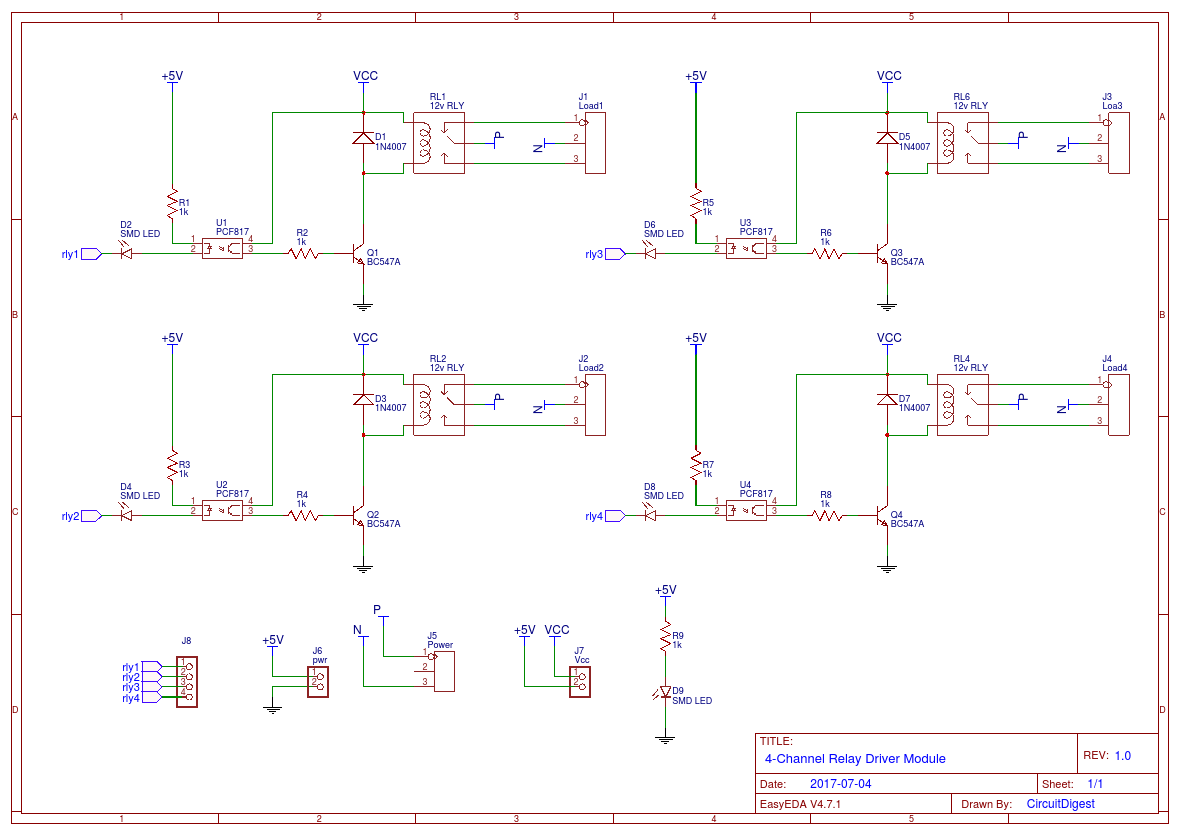 1 2 3 4 5
A A
B B
C C
D D
+5V
VCC
RL1
12v RLY
J1
Load1
1
2
3
P
N
D1
1N4007
R1
1k
D2
SMD LED
U1
PCF817
1
2
4
3
R2
1k
Q1
BC547A
rly1
+5V
VCC
RL6
12v RLY
J3
Loa3
1
2
3
P
N
D5
1N4007
R5
1k
D6
SMD LED
U3
PCF817
1
2
4
3
R6
1k
Q3
BC547A
rly3
+5V
VCC
RL2
12v RLY
J2
Load2
1
2
3
P
N
D3
1N4007
R3
1k
D4
SMD LED
U2
PCF817
1
2
4
3
R4
1k
Q2
BC547A
rly2
+5V
VCC
RL4
12v RLY
J4
Load4
1
2
3
P
N
D7
1N4007
R7
1k
D8
SMD LED
U4
PCF817
1
2
4
3
R8
1k
Q4
BC547A
rly4
J8
rly1 1
rly2 2
rly3 3
rly4 4
+5V
J6
pwr
1
2
P
N
J5
Power
1
2
3
+5V VCC
J7
Vcc
1
2
+5V
R9
1k
D9
SMD LED
TITLE:
4-Channel Relay Driver Module
REV: 1.0
Date: 2017-07-04
Sheet: 1/1
EasyEDA V4.7.1
Drawn By: CircuitDigest
1 2 3 4 5